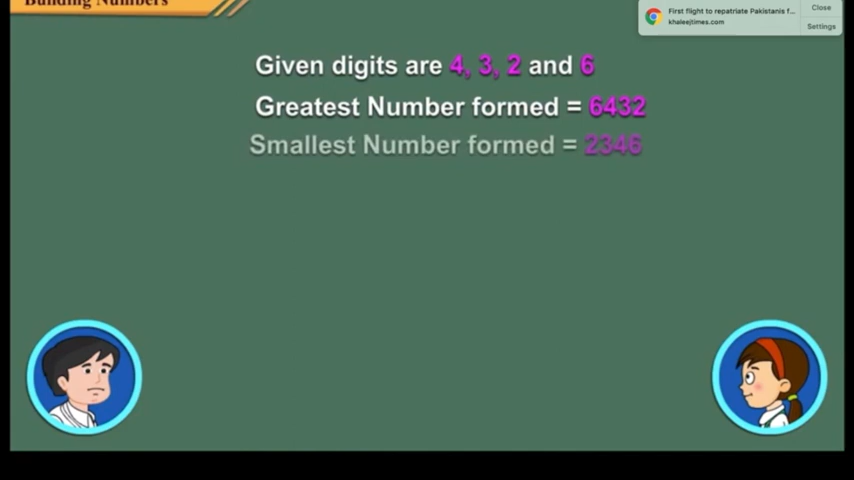 Building Numbers
First flight to repatriate Pakistanis f...
khaleejtimes.com
Close
Settings
Given digits are 4, 3, 2 and 6
Greatest Number formed = 6432
Smallest Number formed = 2346